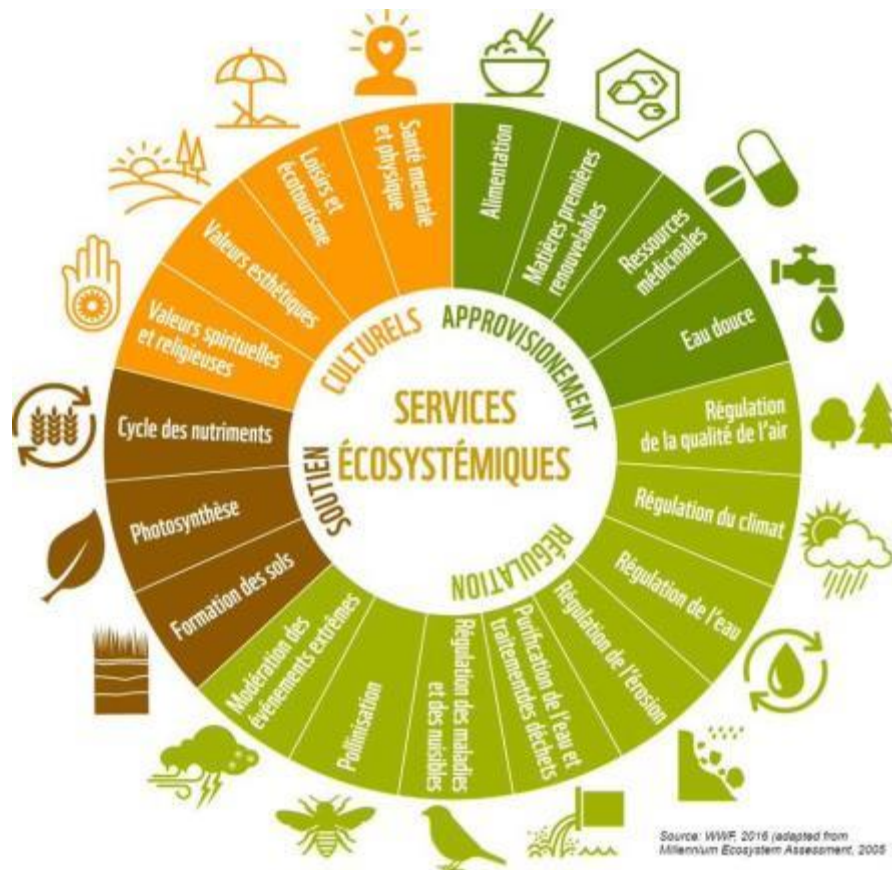 SERVICES
ÉCOSYSTÉMIQUES
APPROVISIONEMENT
Alimentation
Matières premières
renouvelables
Ressources
médicinales
Eau douce
RÉGULATION
Régulation
de la qualité de l'air
Régulation du climat
Régulation de l'eau
Régulation de l'érosion
Purification de l'eau et
traitementdes déchets
Régulation des maladies
et des nuisibles
Pollinisation
Modération des
événements extrêmes
SOUTIEN
Formation des sols
Photosynthèse
Cycle des nutriments
CULTURELS
Valeurs spirituelles
et religieuses
Valeurs esthétiques
Loisirs et
écotourisme
Santé mentale
et physique
Source: WWF, 2016 (adapted from
Millennium Ecosystem Assessment, 2005